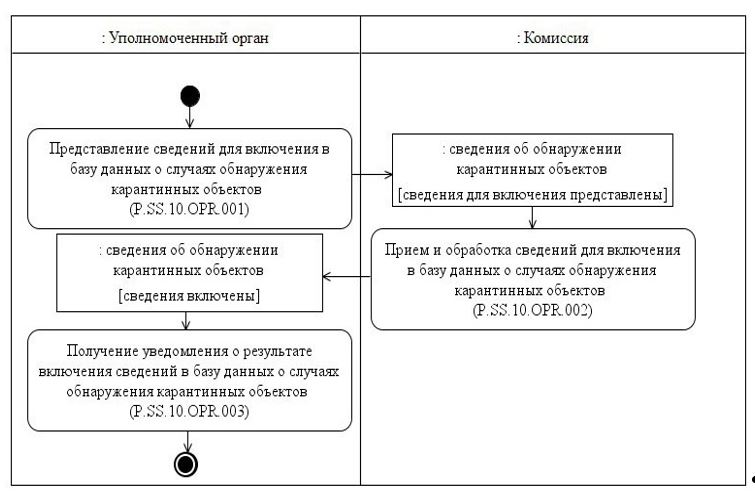 : Уполномоченный орган
: Комиссия
Представление сведений для включения в
базу данных о случаях обнаружения
карантинных объектов
(P.SS.10.OPR.001)
: сведения об обнаружении
карантинных объектов
[сведения для включения представлены]
Прием и обработка сведений для включения
в базу данных о случаях обнаружения
карантинных объектов
(P.SS.10.OPR.002)
: сведения об обнаружении
карантинных объектов
[сведения включены]
Получение уведомления о результате
включения сведений в базу данных о случаях
обнаружения карантинных объектов
(P.SS.10.OPR.003)